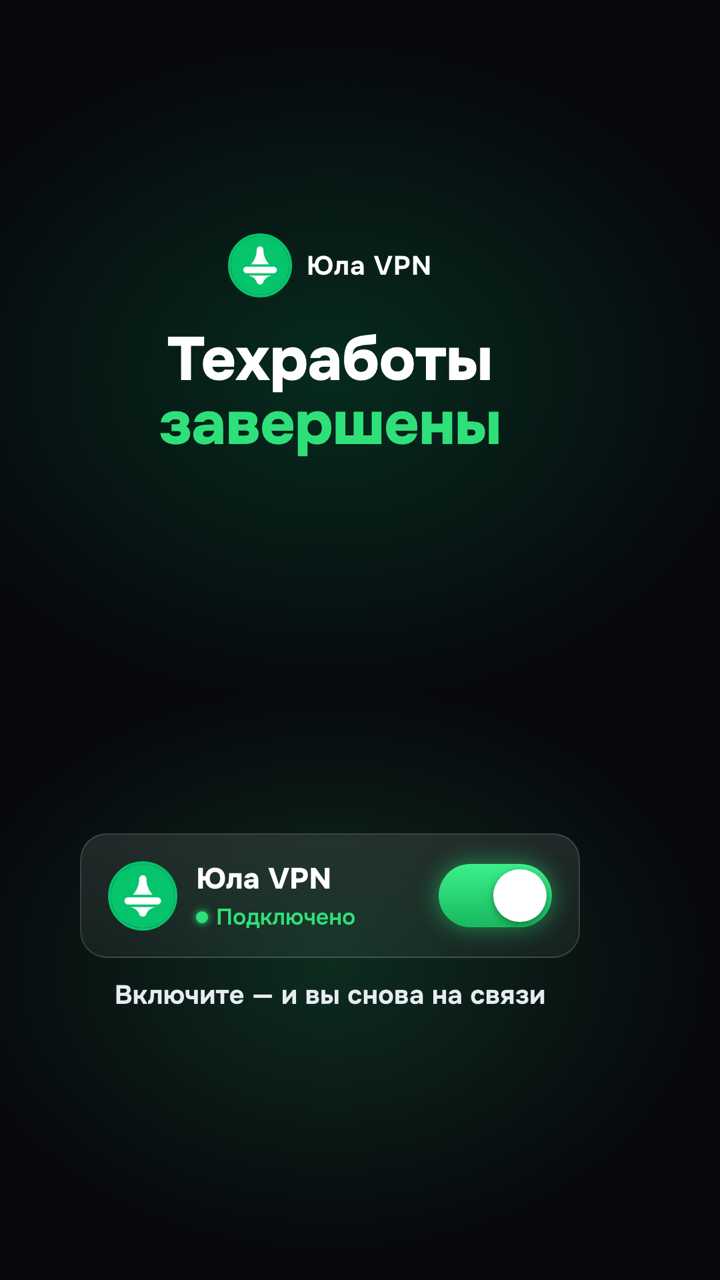 Юла VPN
Техработы
завершены
Юла VPN
Подключено
Включите — и вы снова на связи